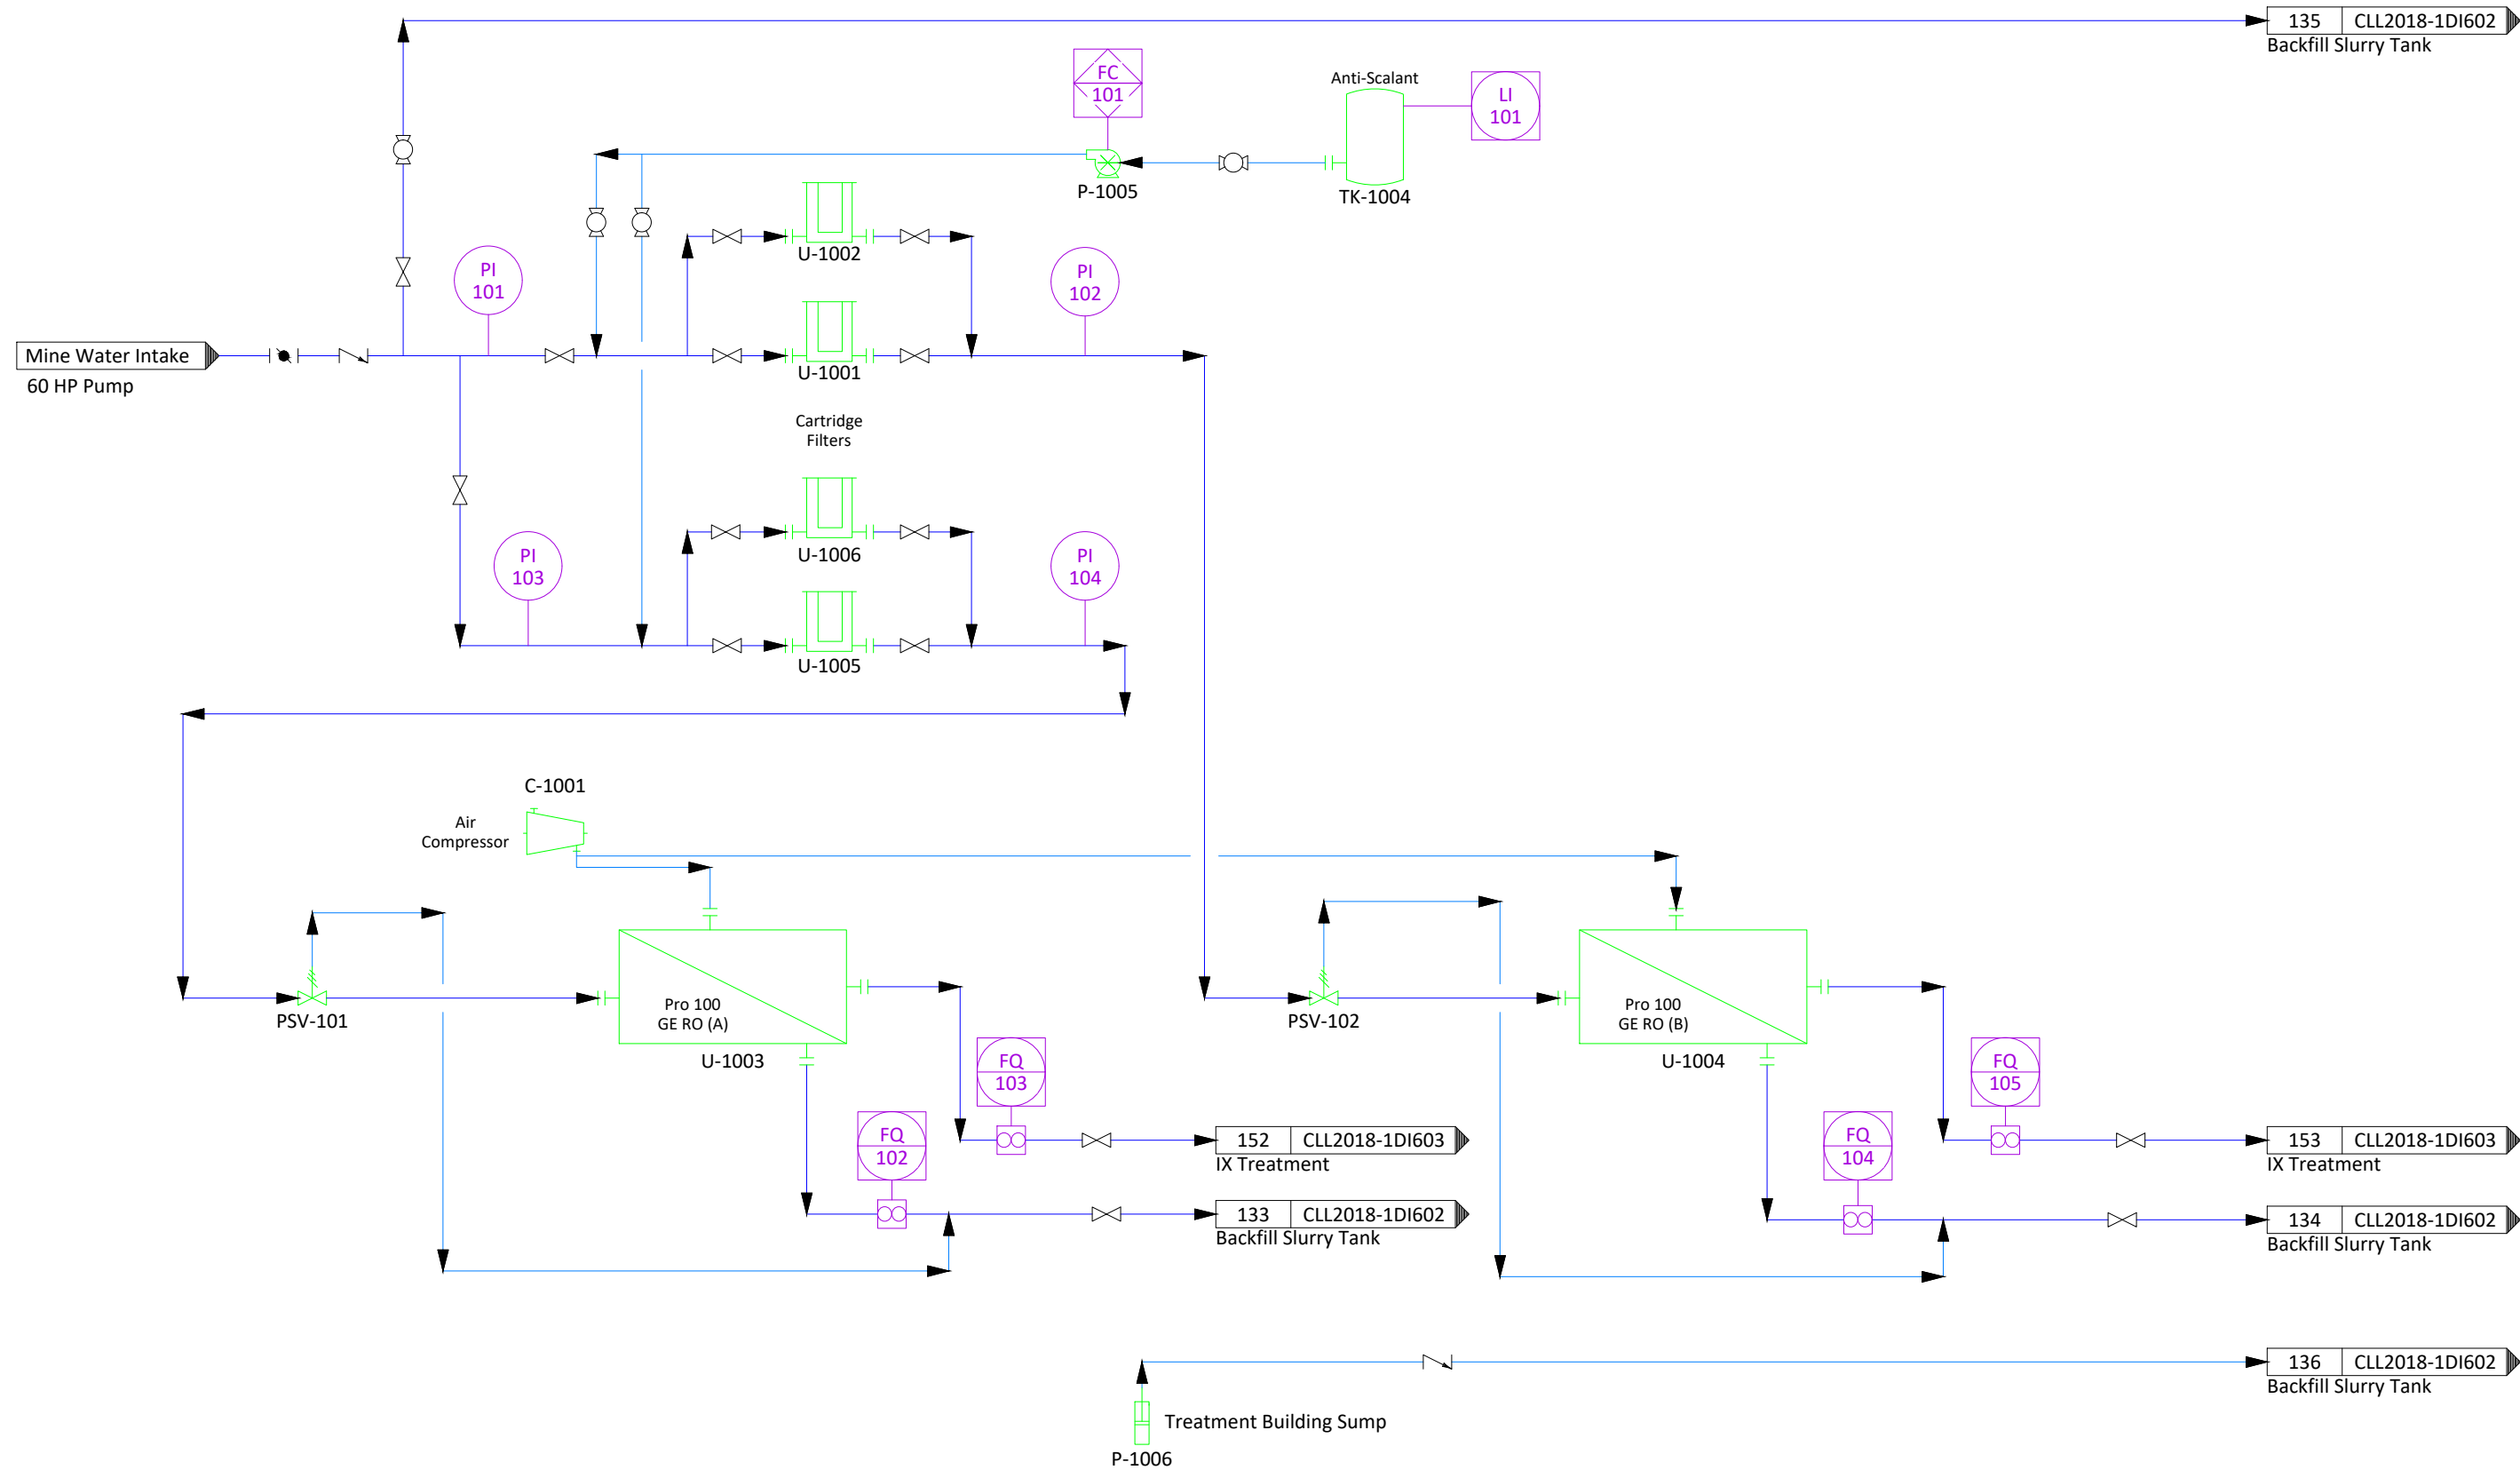 135 CLL2018-1DI602
Backfill Slurry Tank
FC
101
Anti-Scalant
LI
101
P-1005
TK-1004
U-1002
PI
101
PI
102
Mine Water Intake
60 HP Pump
U-1001
Cartridge
Filters
U-1006
PI
103
PI
104
U-1005
C-1001
Air
Compressor
PSV-101
Pro 100
GE RO (A)
U-1003
PSV-102
Pro 100
GE RO (B)
U-1004
FQ
103
FQ
105
FQ
102
FQ
104
152 CLL2018-1DI603
IX Treatment
153 CLL2018-1DI603
IX Treatment
133 CLL2018-1DI602
Backfill Slurry Tank
134 CLL2018-1DI602
Backfill Slurry Tank
136 CLL2018-1DI602
Backfill Slurry Tank
Treatment Building Sump
P-1006